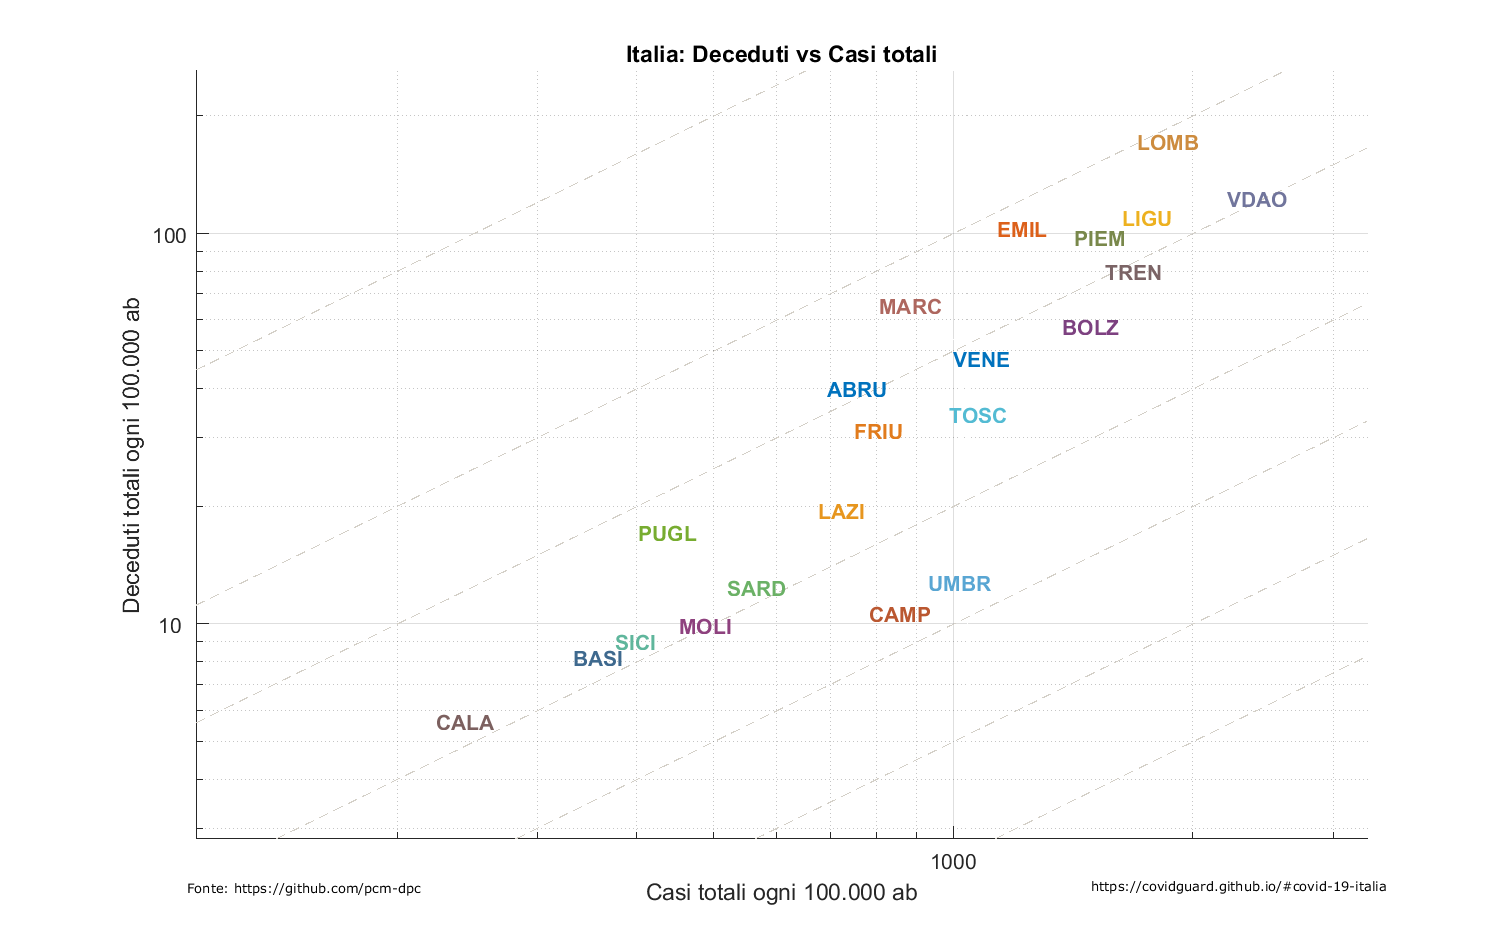 Italia: Deceduti vs Casi totali
LOMB
VDAO
LIGU
EMIL
PIEM
100
TREN
MARC
BOLZ
VENE
ABRU
TOSC
FRIU
LAZI
PUGL
UMBR
SARD
CAMP
10
MOLI
SICI
BASI
CALA
Deceduti totali ogni 100.000 ab
1000
Casi totali ogni 100.000 ab
Fonte: https://github.com/pcm-dpc
https://covidguard.github.io/#covid-19-italia